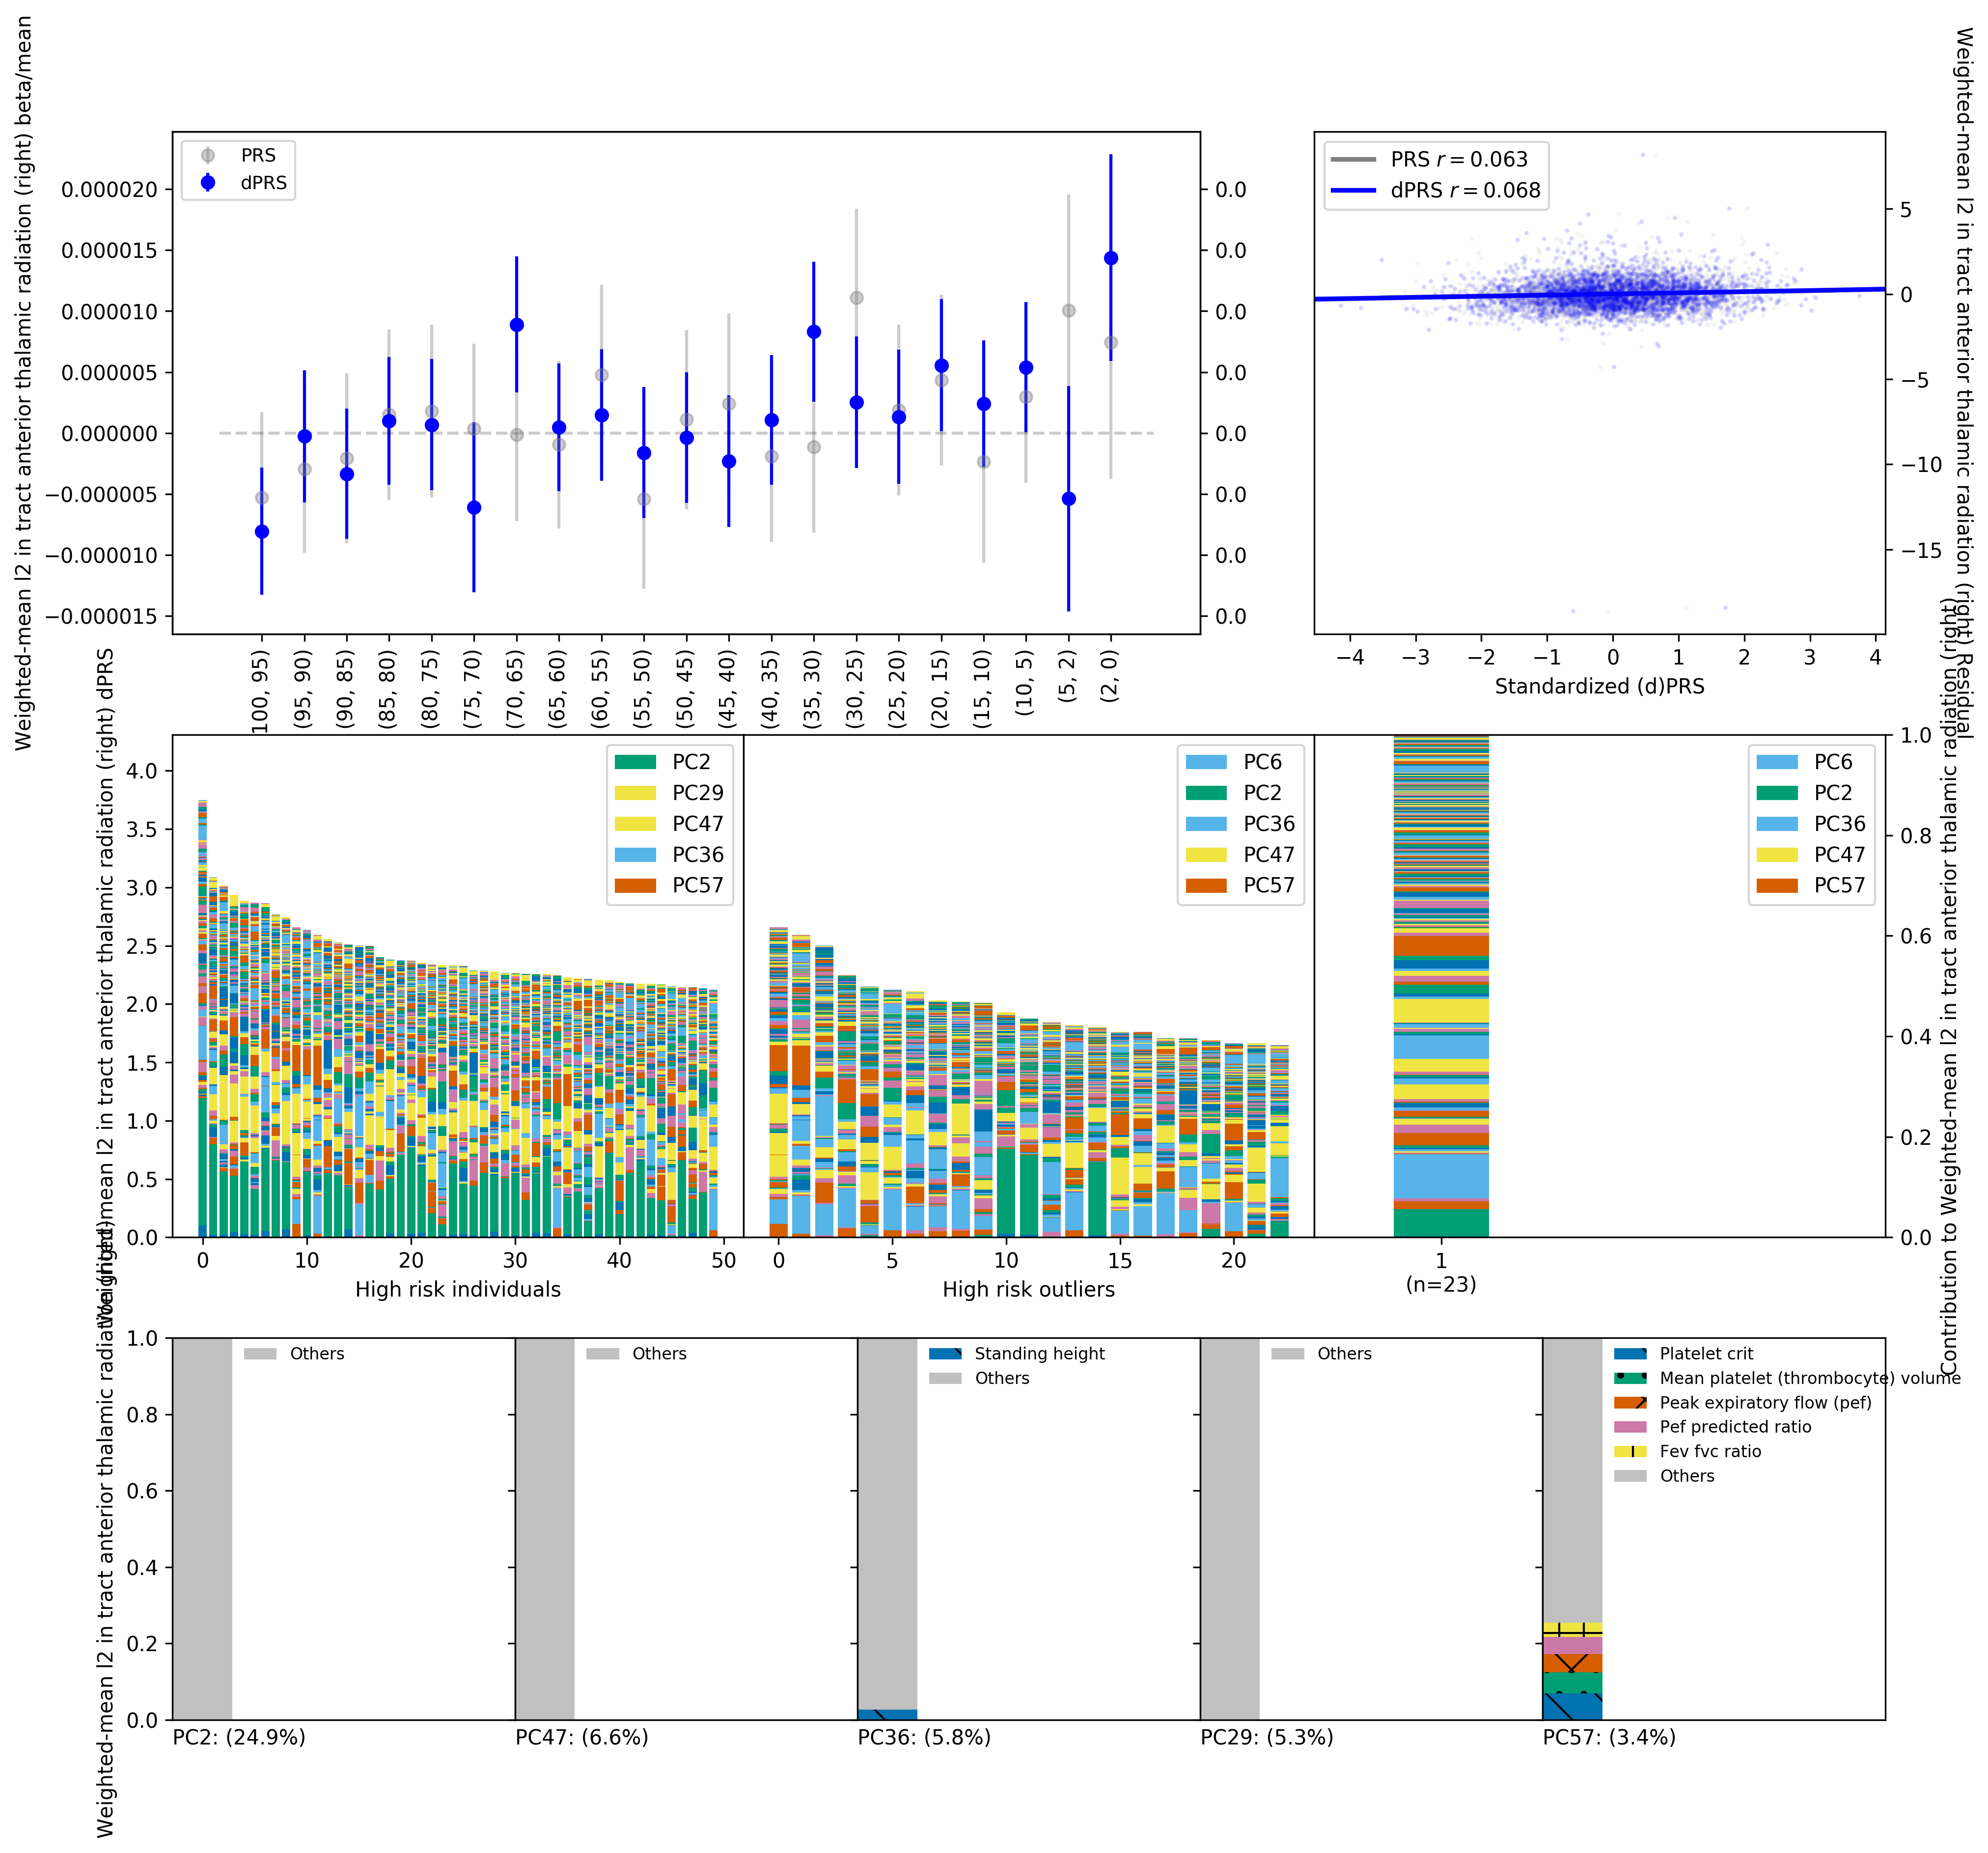 Weighted-mean l2 in tract anterior thalamic radiation (right) beta/mean
PRS
dPRS
0.000020
0.000015
0.000010
0.000005
0.000000
−0.000005
−0.000010
−0.000015
0.0
0.0
0.0
0.0
0.0
0.0
0.0
0.0
100, 95)
(95, 90)
(90, 85)
(85, 80)
(80, 75)
(75, 70)
(70, 65)
(65, 60)
(60, 55)
(55, 50)
(50, 45)
(45, 40)
(40, 35)
(35, 30)
(30, 25)
(25, 20)
(20, 15)
(15, 10)
(10, 5)
(5, 2)
(2, 0)
PRS r = 0.063
dPRS r = 0.068
5
0
−5
−10
−15
−4
−3
−2
−1
0
1
2
3
4
Standardized (d)PRS
Weighted-mean l2 in tract anterior thalamic radiation (right) Residual
Weighted-mean l2 in tract anterior thalamic radiation (right) dPRS
4.0
3.5
3.0
2.5
2.0
1.5
1.0
0.5
0.0
PC2
PC29
PC47
PC36
PC57
0
10
20
30
40
50
High risk individuals
PC6
PC2
PC36
PC47
PC57
0
5
10
15
20
High risk outliers
PC6
PC2
PC36
PC47
PC57
1
(n=23)
1.0
0.8
0.6
0.4
0.2
0.0
Contribution to Weighted-mean l2 in tract anterior thalamic radiation (right)
Weighted-mean l2 in tract anterior thalamic radiation (right)
1.0
0.8
0.6
0.4
0.2
0.0
Others
PC2: (24.9%)
Others
PC47: (6.6%)
Standing height
Others
PC36: (5.8%)
Others
PC29: (5.3%)
Platelet crit
Mean platelet (thrombocyte) volume
Peak expiratory flow (pef)
Pef predicted ratio
Fev fvc ratio
Others
PC57: (3.4%)